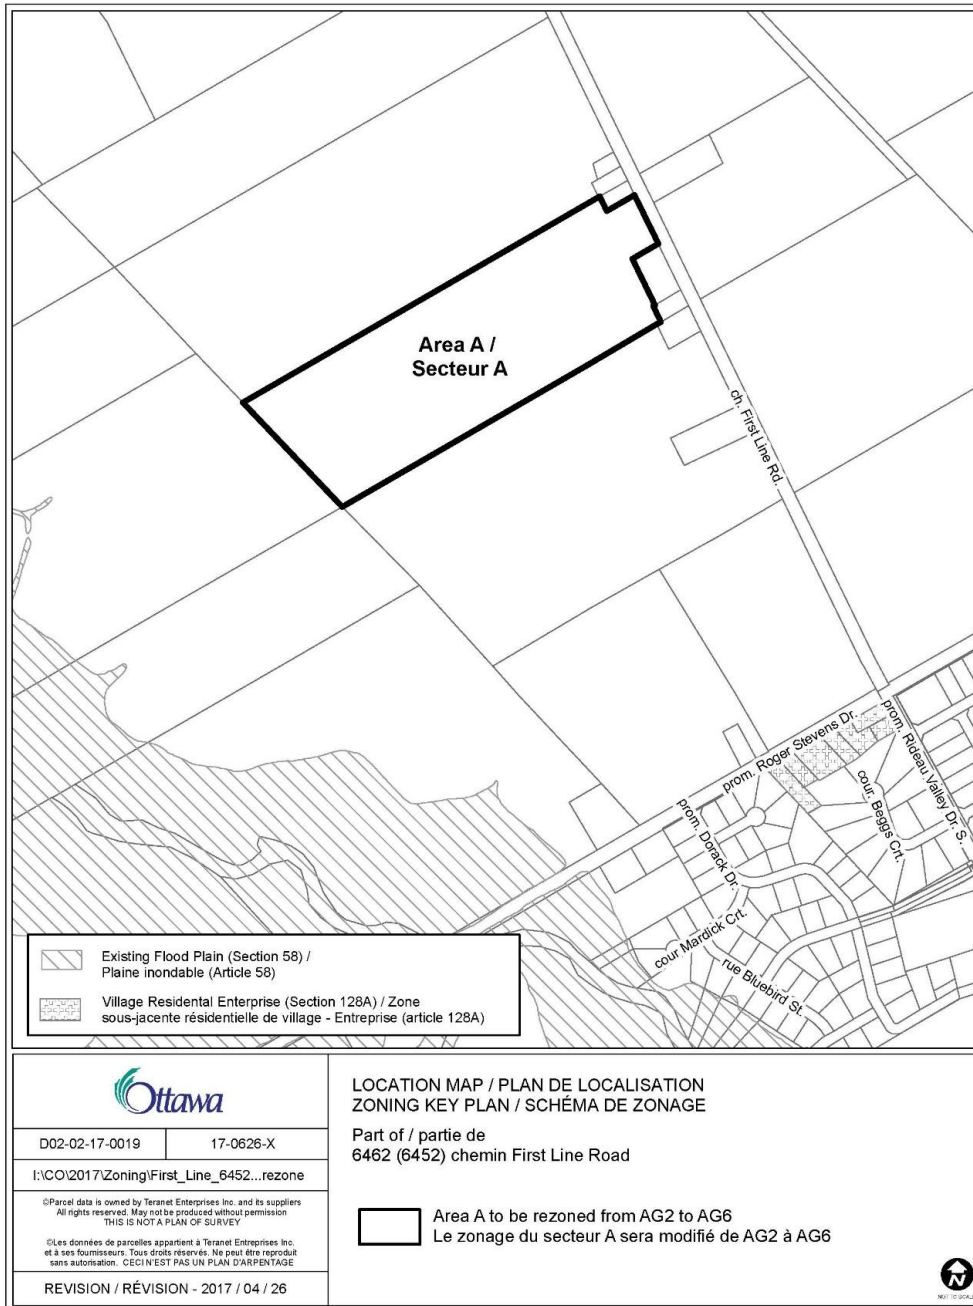 Area A /
Secteur A
ch. First Line Rd.
prom. Roger Stevens Dr.
prom. Rideau Valley Dr. S.
cour. Beggs Crt.
prom. Dorack Dr.
cour Mardick Crt.
rue Bluebird St.
Existing Flood Plain (Section 58) /
Plaine inondable (Article 58)
Village Residental Enterprise (Section 128A) / Zone
sous-jacente résidentielle de village - Entreprise (article 128A)
Ottawa
D02-02-17-0019
17-0626-X
I:\CO\2017\Zoning\First_Line_6452...rezone
©Parcel data is owned by Teranet Enterprises Inc. and its suppliers
All rights reserved. May not be produced without permission
THIS IS NOT A PLAN OF SURVEY
©Les données de parcelles appartient à Teranet Entreprises Inc.
et à ses fournisseurs. Tous droits réservés. Ne peut être reproduit
sans autorisation. CECI N'EST PAS UN PLAN D'ARPENTAGE
REVISION / RÉVISION - 2017 / 04 / 26
LOCATION MAP / PLAN DE LOCALISATION
ZONING KEY PLAN / SCHÉMA DE ZONAGE
Part of / partie de
6462 (6452) chemin First Line Road
Area A to be rezoned from AG2 to AG6
Le zonage du secteur A sera modifié de AG2 à AG6
N